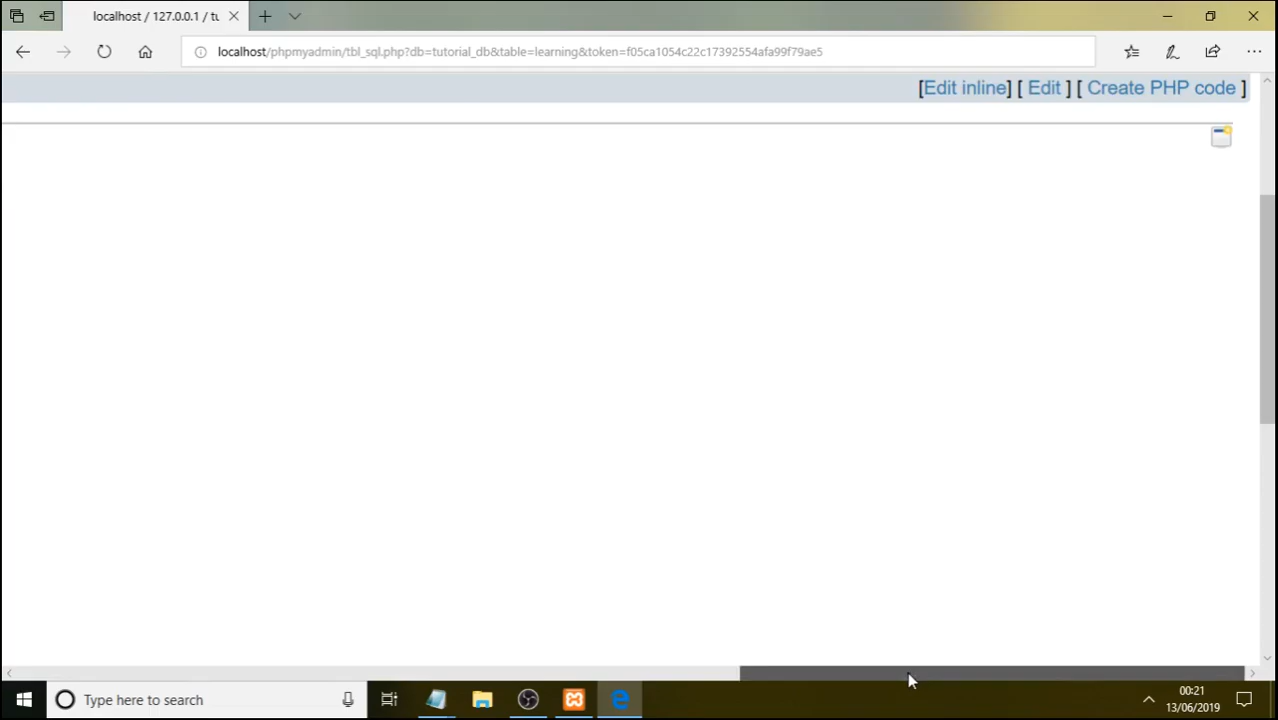 localhost / 127.0.0.1 / tu
localhost/phpmyadmin/tbl_sql.php?db=tutorial_db&table=learning&token=f05ca1054c22c17392554afa99f79ae5
[Edit inline] [ Edit ] [ Create PHP code ]
Type here to search
00:21
13/06/2019